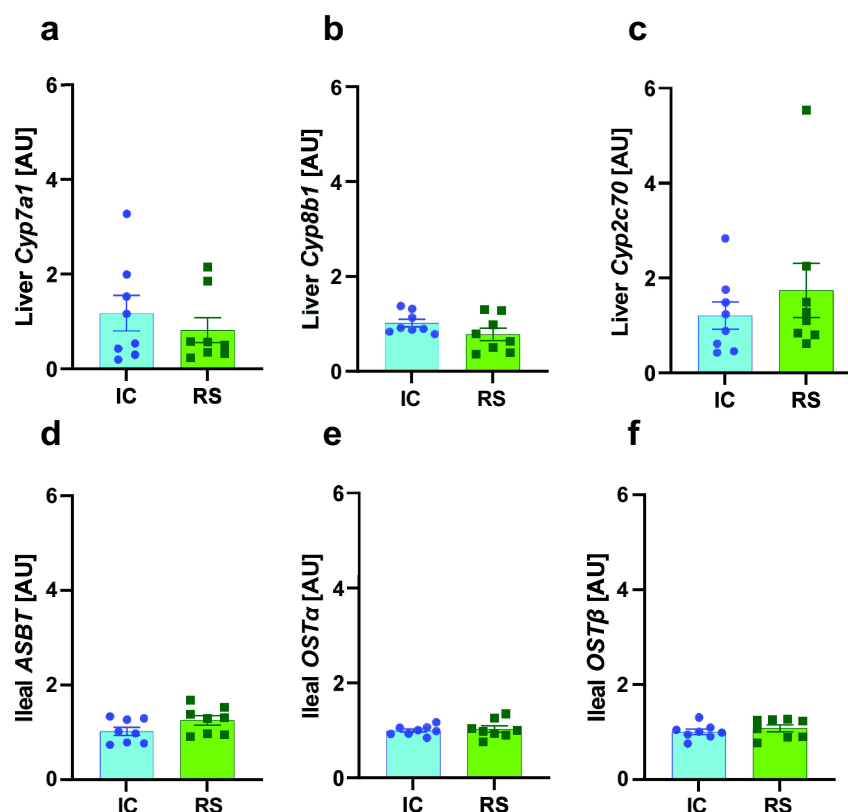 a
Liver Cyp7a1 [AU]
6
4
2
0
IC RS
b
Liver Cyp8b1 [AU]
6
4
2
0
IC RS
c
Liver Cyp2c70 [AU]
6
4
2
0
IC RS
d
Ileal ASBT [AU]
6
4
2
0
IC RS
e
Ileal OSTα [AU]
6
4
2
0
IC RS
f
Ileal OSTβ [AU]
6
4
2
0
IC RS